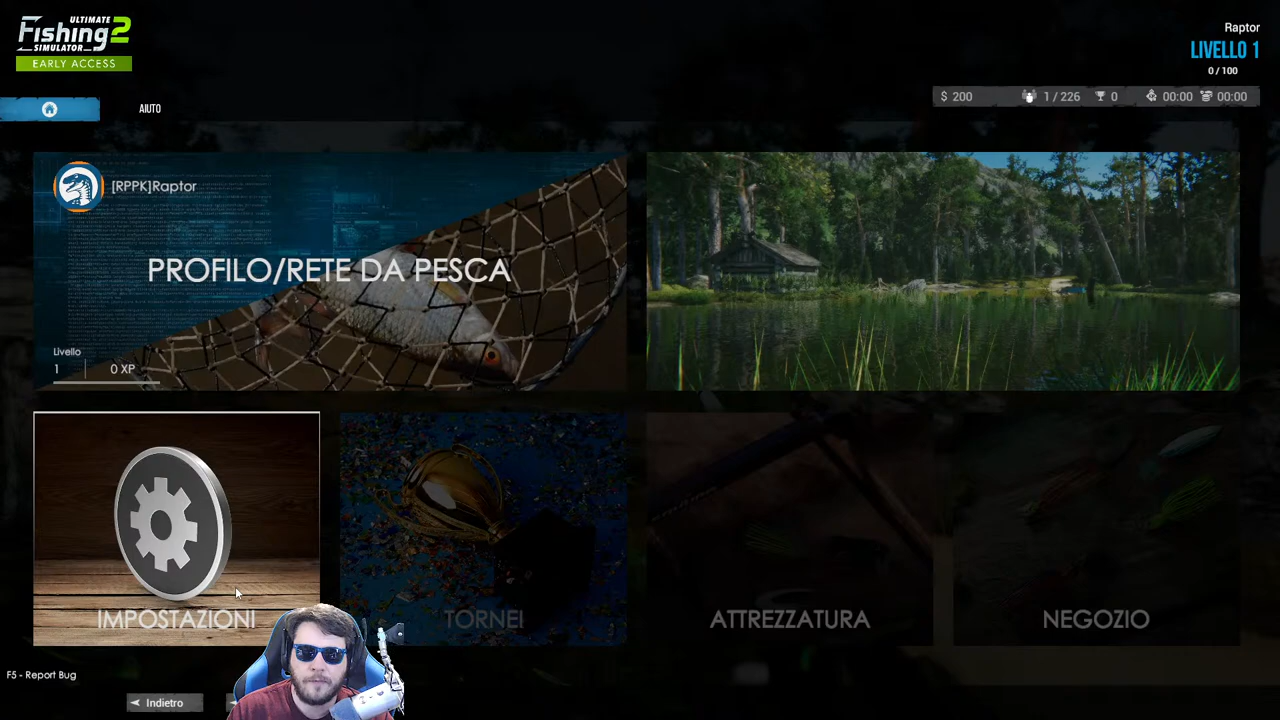 ULTIMATE
Fishing 2
SIMULATOR
EARLY ACCESS
Raptor
LIVELLO 1
0 / 100
$ 200
1 / 226
0
00:00
00:00
AIUTO
[RPPK]Raptor
PROFILO/RETE DA PESCA
Livello
1
0 XP
IMPOSTAZIONI
TORNEI
ATTREZZATURA
NEGOZIO
F5 - Report Bug
Indietro